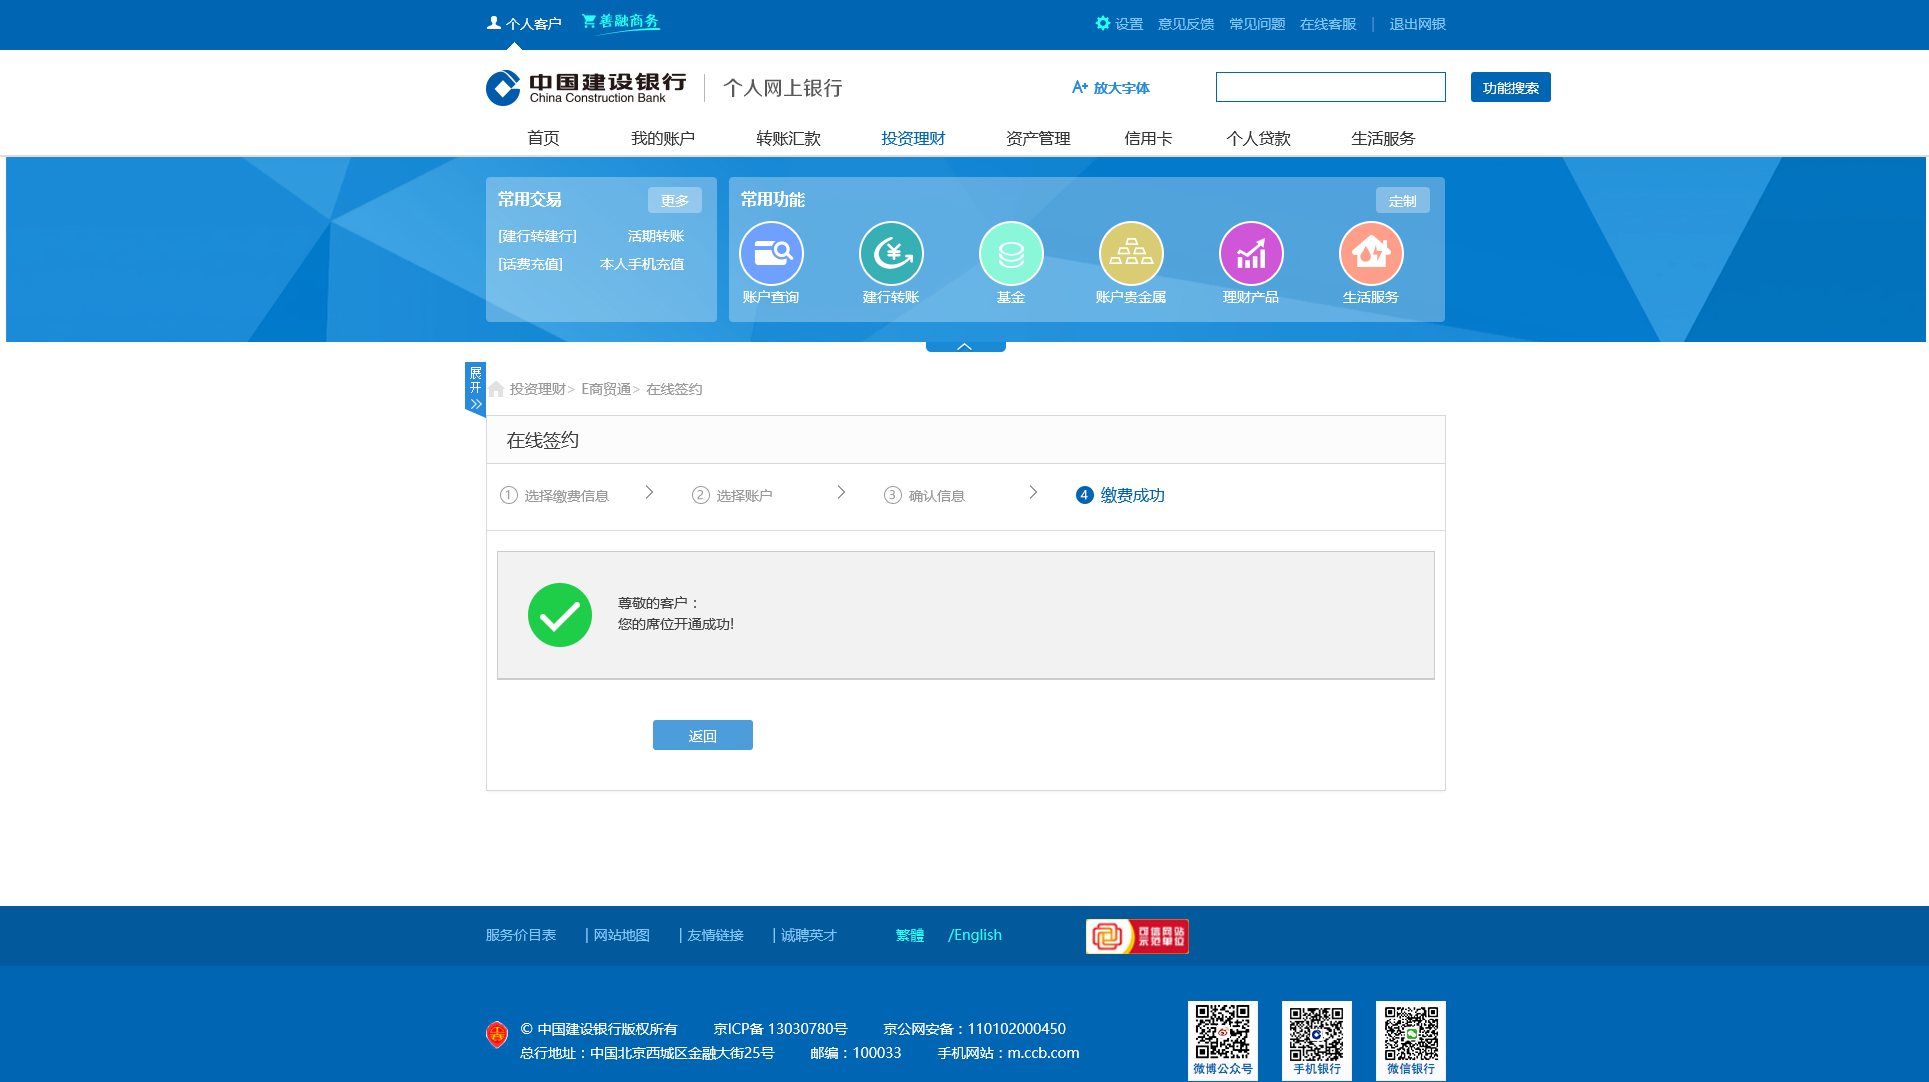 个人客户 善融商务 设置 意见反馈 常见问题 在线客服 | 退出网银
中国建设银行 个人网上银行 A+ 放大字体 功能搜索
China Construction Bank
首页 我的账户 转账汇款 投资理财 资产管理 信用卡 个人贷款 生活服务
常用交易 更多
[建行转建行] 活期转账
[话费充值] 本人手机充值
常用功能 定制
账户查询 建行转账 基金 账户贵金属 理财产品 生活服务
展开
投资理财> E商贸通> 在线签约
在线签约
1 选择缴费信息 2 选择账户 3 确认信息 4 缴费成功
尊敬的客户：
您的席位开通成功!
返回
服务价目表 | 网站地图 | 友情链接 | 诚聘英才 繁體 /English 可信网站
示范单位
© 中国建设银行版权所有 京ICP备 13030780号 京公网安备：110102000450
总行地址：中国北京西城区金融大街25号 邮编：100033 手机网站：m.ccb.com
微博公众号 手机银行 微信银行